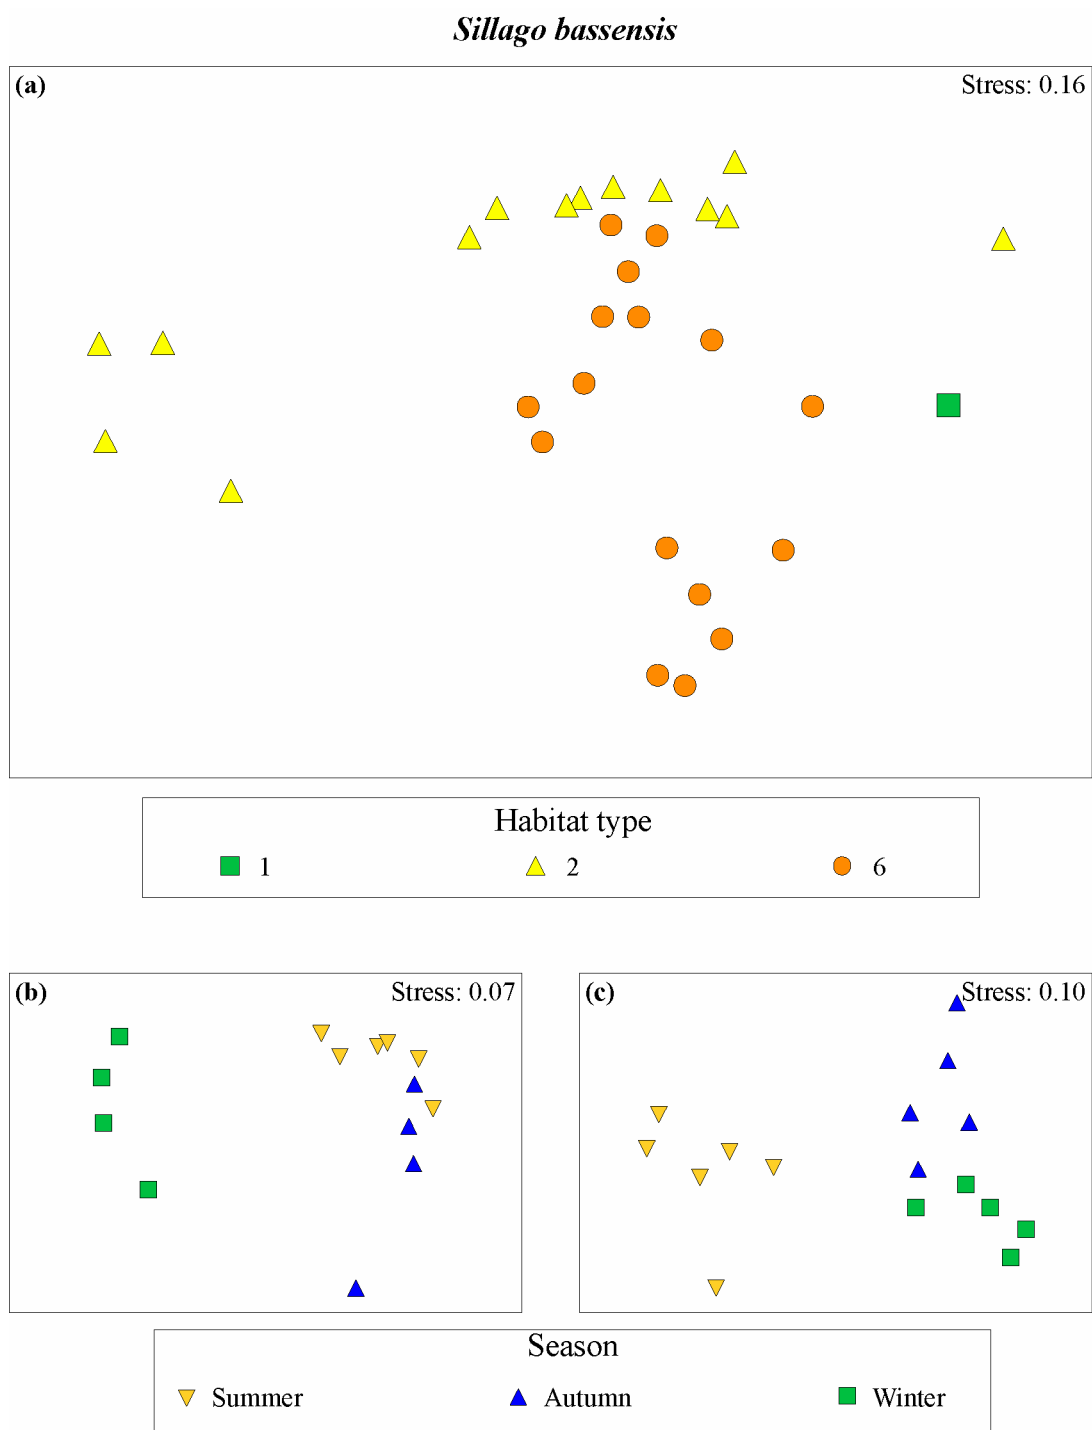 Sillago bassensis
(a) Stress: 0.16
Habitat type
1 2 6
(b) Stress: 0.07
(c) Stress: 0.10
Season
Summer Autumn Winter